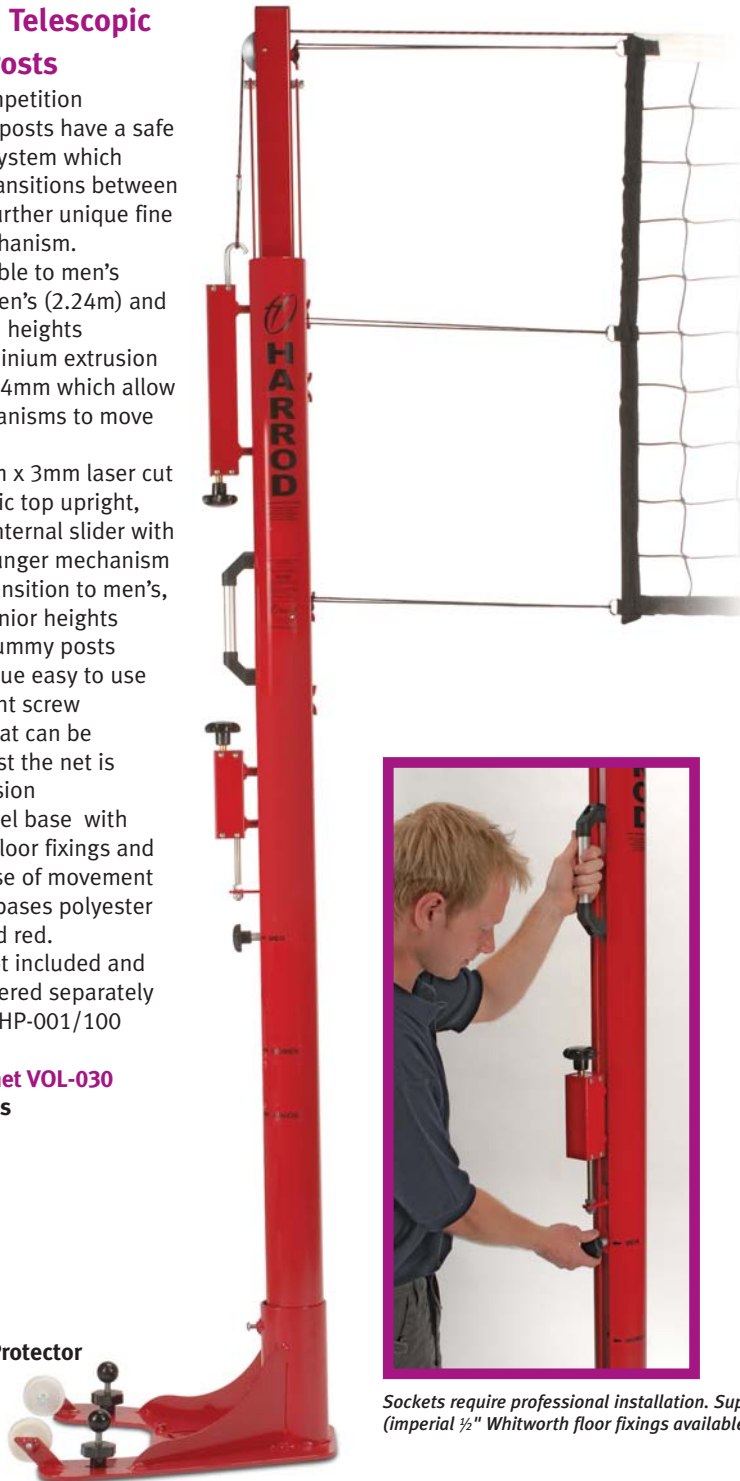 Telescopic
osts
mpetition
posts have a safe
ystem which
ansitions between
urther unique fine
hanism.
ble to men's
en's (2.24m) and
heights
inium extrusion
4mm which allow
anisms to move
n x 3mm laser cut
ic top upright,
nternal slider with
unger mechanism
nsition to men's,
nior heights
ummy posts
ue easy to use
nt screw
at can be
st the net is
sion
el base with
loor fixings and
se of movement
bases polyester
d red.
t included and
ered separately
HP-001/100
et VOL-030
s
Protector
HARROD
MEN
WOMEN
JUNIOR
MEN
Sockets require professional installation. Sup
(imperial ½" Whitworth floor fixings available